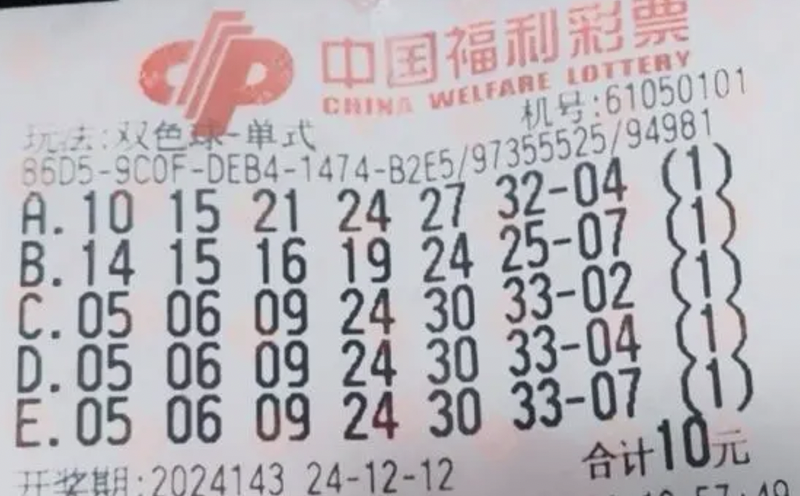 中国福利彩票
CHINA WELFARE LOTTERY
机号:61050101
玩法:双色球-单式
86D5-9C0F-DEB4-1474-B2E5/97355525/94981
A.10 15 21 24 27 32-04 (1)
B.14 15 16 19 24 25-07 (1)
C.05 06 09 24 30 33-02 (1)
D.05 06 09 24 30 33-04 (1)
E.05 06 09 24 30 33-07 (1)
合计10元
开奖期:2024143 24-12-12